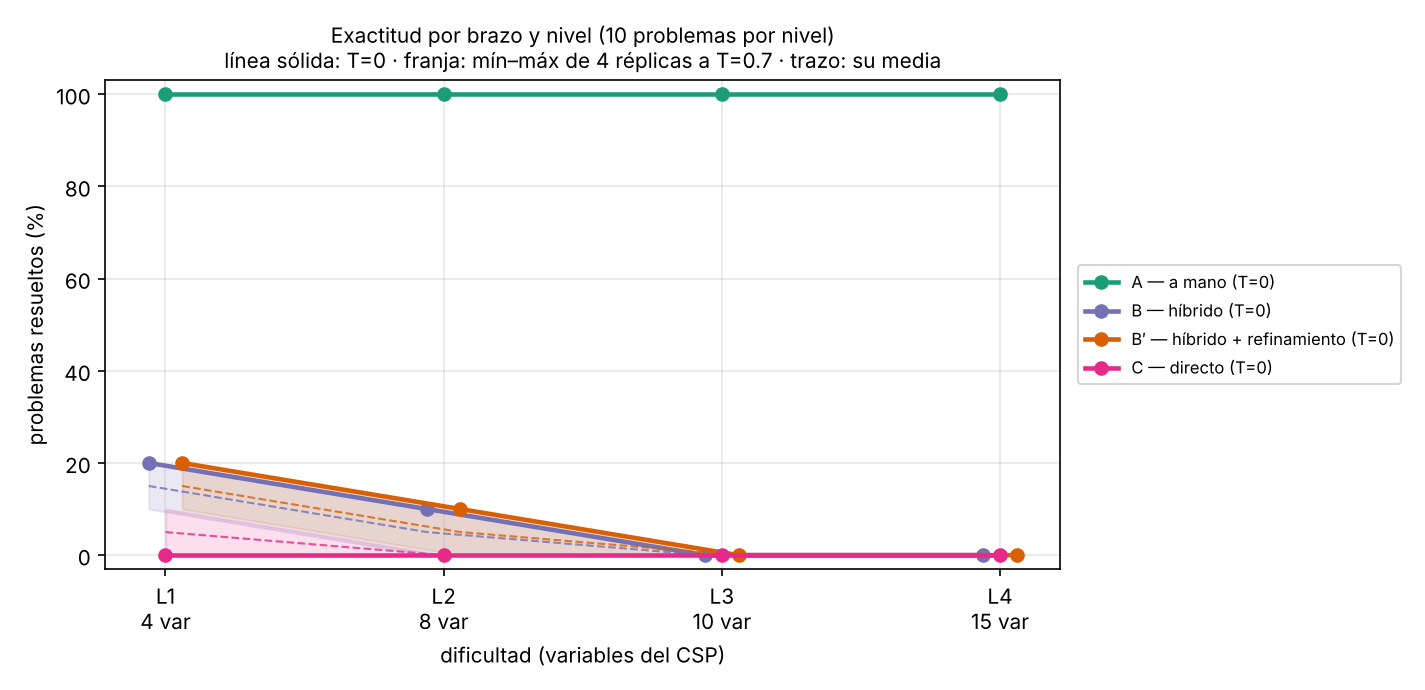 Exactitud por brazo y nivel (10 problemas por nivel)
línea sólida: T=0 · franja: mín–máx de 4 réplicas a T=0.7 · trazo: su media
problemas resueltos (%)
100
80
60
40
20
0
L1
4 var
L2
8 var
L3
10 var
L4
15 var
dificultad (variables del CSP)
A — a mano (T=0)
B — híbrido (T=0)
B′ — híbrido + refinamiento (T=0)
C — directo (T=0)